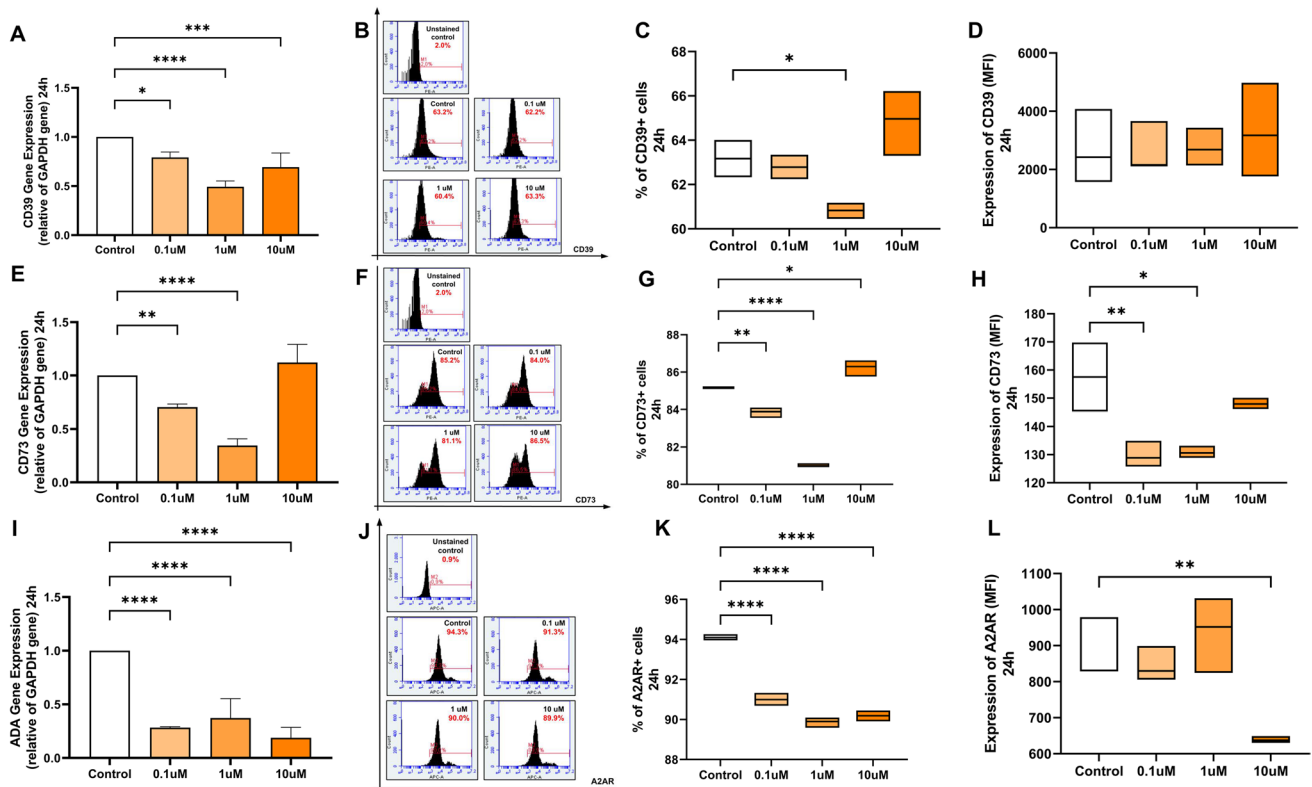 A
CD39 Gene Expression
(relative of GAPDH gene) 24h
***
****
*
1.5
1.0
0.5
0.0
Control
0.1uM
1uM
10uM
B
Unstained
control
2.0%
Control
63.2%
0.1 uM
62.2%
1 uM
60.4%
10 uM
63.3%
Count
FE-A
CD39
C
% of CD39+ cells
24h
*
68
66
64
62
60
Control
0.1uM
1uM
10uM
D
Expression of CD39 (MFI)
24h
6000
4000
2000
0
Control
0.1uM
1uM
10uM
E
CD73 Gene Expression
(relative of GAPDH gene) 24h
****
**
1.5
1.0
0.5
0.0
Control
0.1uM
1uM
10uM
F
Unstained
control
2.0%
Control
85.2%
0.1 uM
84.0%
1 uM
81.1%
10 uM
86.5%
Count
FE-A
CD73
G
% of CD73+ cells
24h
*
****
**
88
86
84
82
80
Control
0.1uM
1uM
10uM
H
Expression of CD73 (MFI)
24h
*
**
180
170
160
150
140
130
120
Control
0.1uM
1uM
10uM
I
ADA Gene Expression
(relative of GAPDH gene) 24h
****
****
****
1.5
1.0
0.5
0.0
Control
0.1uM
1uM
10uM
J
Unstained
control
0.9%
Control
94.3%
0.1 uM
91.3%
1 uM
90.0%
10 uM
89.9%
Count
APC-A
A2AR
K
% of A2AR+ cells
24h
****
****
****
96
94
91
90
88
Control
0.1uM
1uM
10uM
L
Expression of A2AR (MFI)
24h
**
1100
1000
900
800
700
600
Control
0.1uM
1uM
10uM